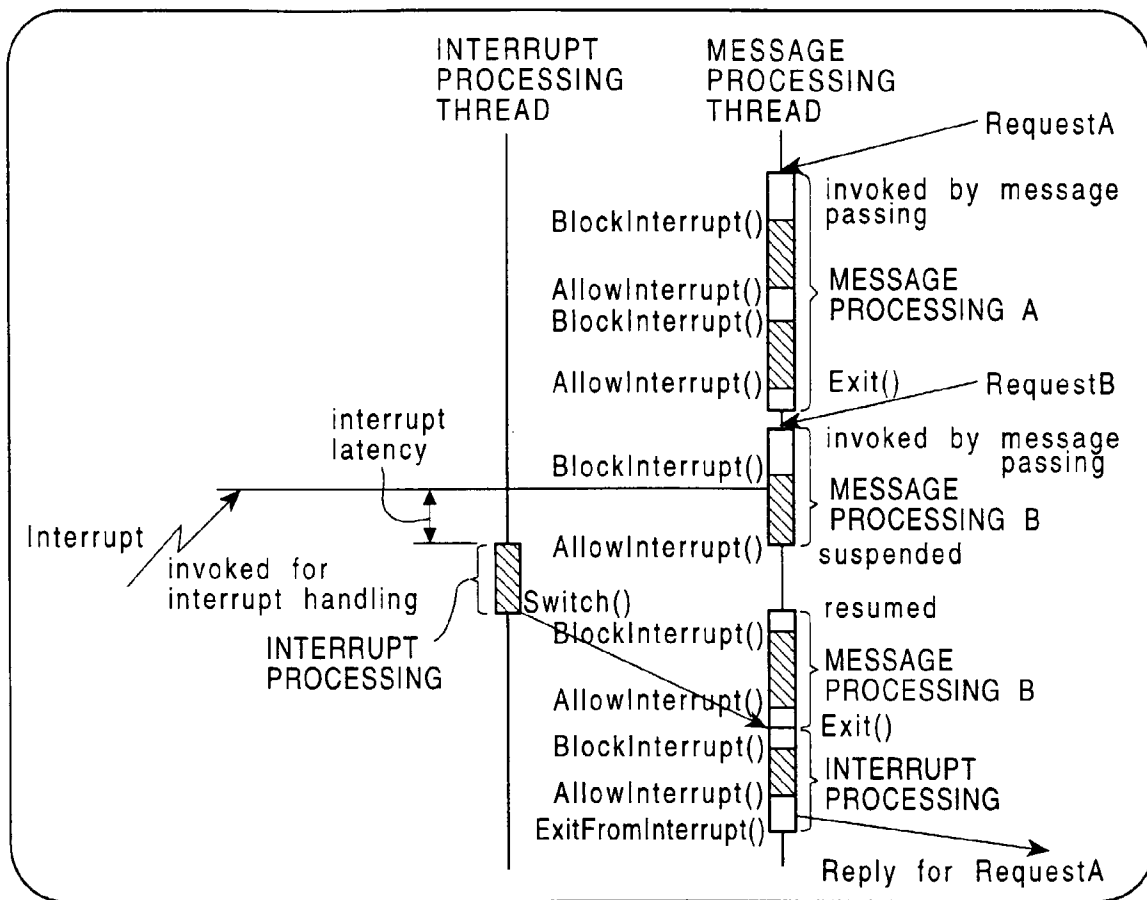 INTERRUPT
PROCESSING
THREAD
MESSAGE
PROCESSING
THREAD
RequestA
invoked by message
passing
BlockInterrupt()
AllowInterrupt()
BlockInterrupt()
MESSAGE
PROCESSING A
AllowInterrupt()
Exit()
RequestB
interrupt
latency
invoked by message
passing
BlockInterrupt()
MESSAGE
PROCESSING B
Interrupt
AllowInterrupt()
suspended
invoked for
interrupt handling
Switch()
resumed
INTERRUPT
PROCESSING
BlockInterrupt()
MESSAGE
PROCESSING B
AllowInterrupt()
Exit()
BlockInterrupt()
INTERRUPT
PROCESSING
AllowInterrupt()
ExitFromInterrupt()
Reply for RequestA